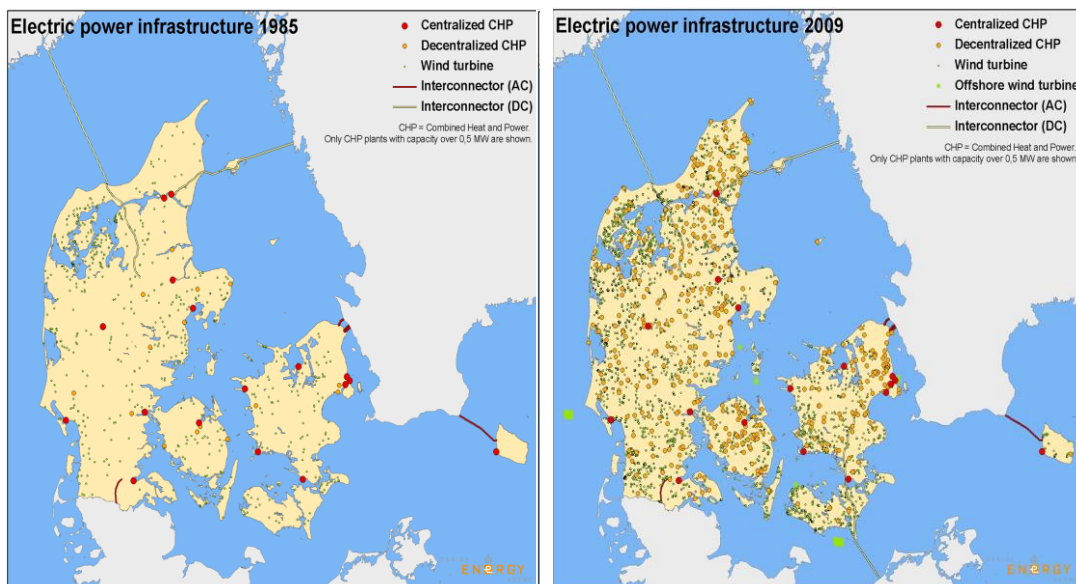 Electric power infrastructure 1985
Centralized CHP
Decentralized CHP
Wind turbine
Interconnector (AC)
Interconnector (DC)
CHP = Combined Heat and Power.
Only CHP plants with capacity over 0,5 MW are shown.
ENERGY
Electric power infrastructure 2009
Centralized CHP
Decentralized CHP
Wind turbine
Offshore wind turbine
Interconnector (AC)
Interconnector (DC)
CHP = Combined Heat and Power.
Only CHP plants with capacity over 0,5 MW are shown.
ENERGY